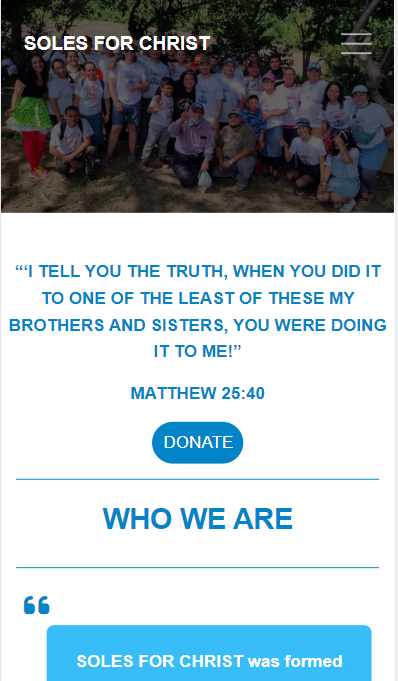 SOLES FOR CHRIST
“‘I TELL YOU THE TRUTH, WHEN YOU DID IT
TO ONE OF THE LEAST OF THESE MY
BROTHERS AND SISTERS, YOU WERE DOING
IT TO ME!”
MATTHEW 25:40
DONATE
WHO WE ARE
“
SOLES FOR CHRIST was formed